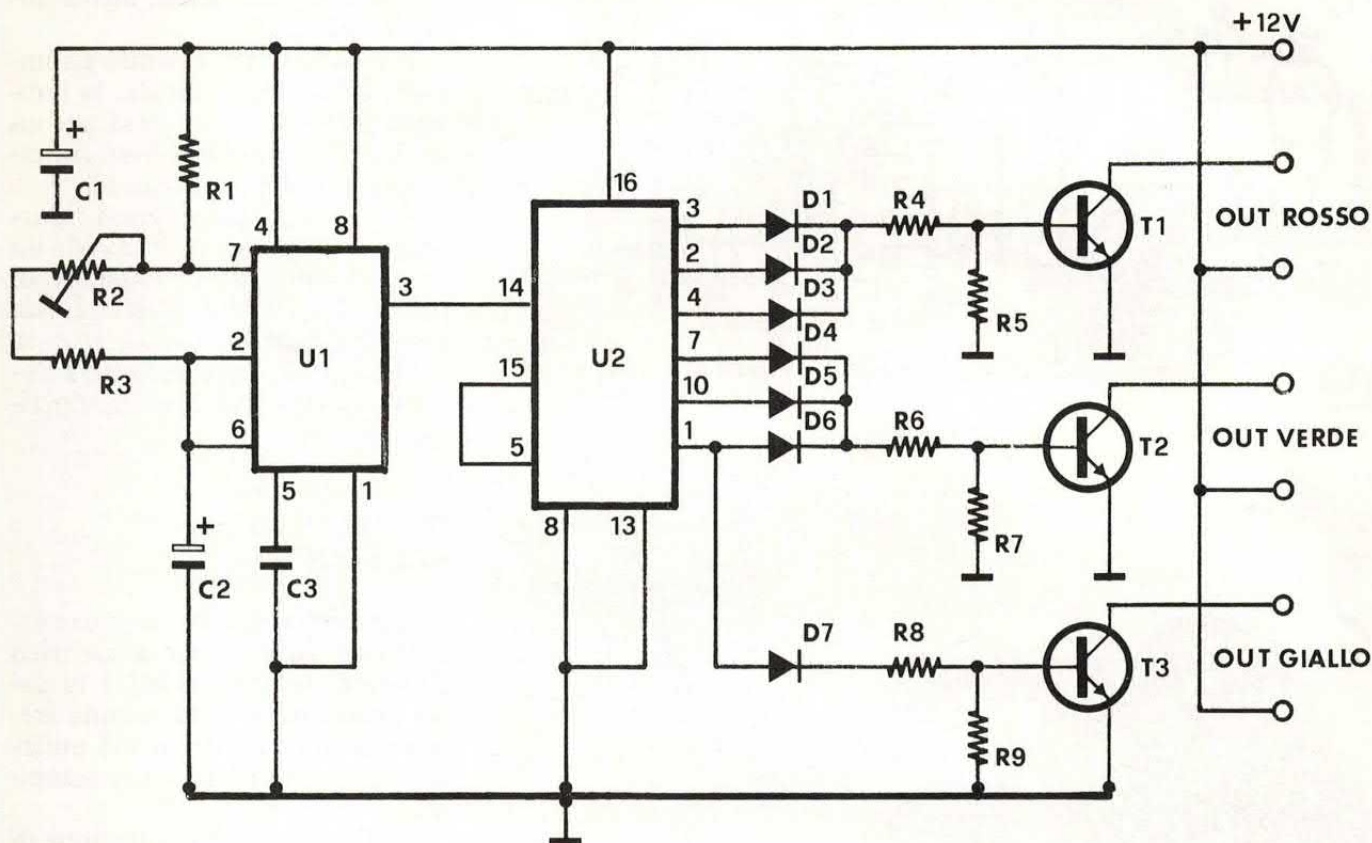 +12V
+
C1
R1
4
8
16
3
D1
R4
T1
OUT ROSSO
7
R2
D2
2
D3
3
14
4
R5
D4
2
U1
U2
7
R3
15
D5
10
D6
R6
T2
OUT VERDE
6
5
1
5
1
8
13
R7
+
C2
C3
D7
R8
T3
OUT GIALLO
R9